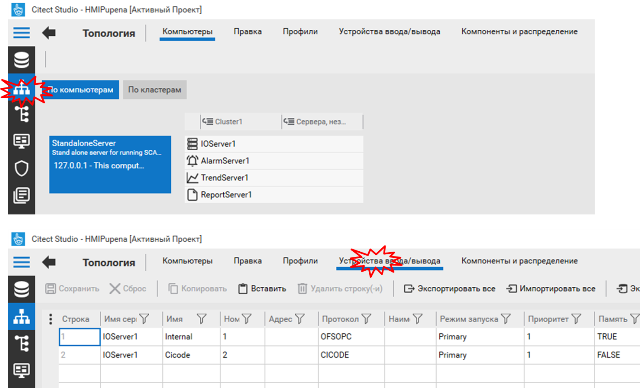 Citect Studio - HMIPupena [Активный Проект]
Топология
Компьютеры
Правка
Профили
Устройства ввода/вывода
Компоненты и распределение
По компьютерам
По кластерам
StandaloneServer
Stand alone server for running SCA...
127.0.0.1 - This comput...
Cluster1
Сервера, нез...
IOServer1
AlarmServer1
TrendServer1
ReportServer1
Citect Studio - HMIPupena [Активный Проект]
Топология
Компьютеры
Правка
Профили
Устройства ввода/вывода
Компоненты и распределение
Сохранить
Сброс
Копировать
Вставить
Удалить строку(-и)
Экспортировать все
Импортировать все
Эк
Строка Имя сері Имя Ном Адрес Протокол Наим Режим запуска Приоритет Память
1 IOServer1 Internal 1 OFSOPC Primary 1 TRUE
2 IOServer1 Cicode 2 CICODE Primary 1 FALSE